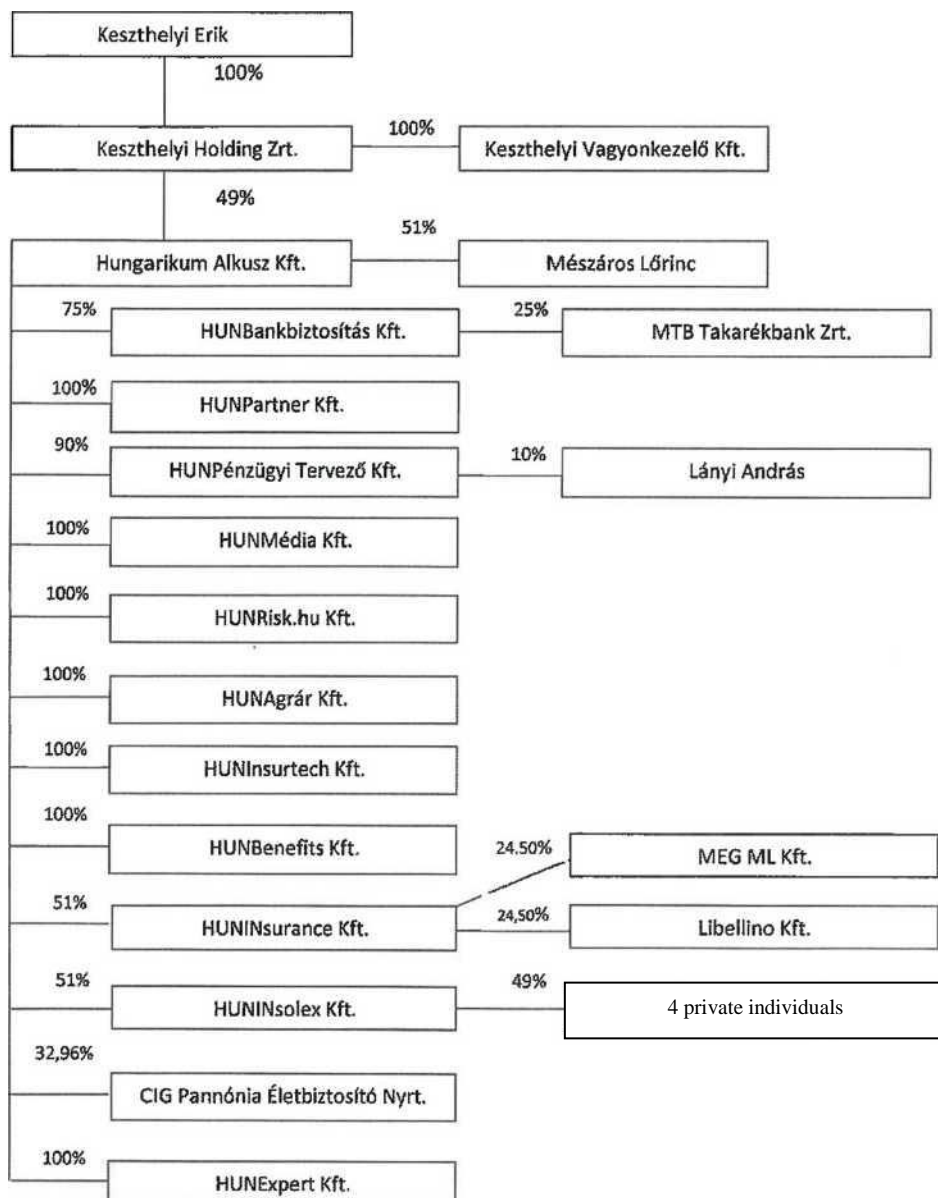 Keszthelyi Erik
100%
Keszthelyi Holding Zrt.
100%
Keszthelyi Vagyonkezelő Kft.
49%
Hungarikum Alkusz Kft.
51%
Mészáros Lőrinc
75%
HUNBankbiztosítás Kft.
25%
MTB Takarékbank Zrt.
100%
HUNPartner Kft.
90%
HUNPénzügyi Tervező Kft.
10%
Lányi András
100%
HUNMédia Kft.
100%
HUNRisk.hu Kft.
100%
HUNAgrár Kft.
100%
HUNInsurtech Kft.
100%
HUNBenefits Kft.
24.50%
MEG ML Kft.
51%
HUNINsurance Kft.
24,50%
Libellino Kft.
51%
HUNINsolex Kft.
49%
4 private individuals
32,96%
CIG Pannónia Életbiztosító Nyrt.
100%
HUNExpert Kft.